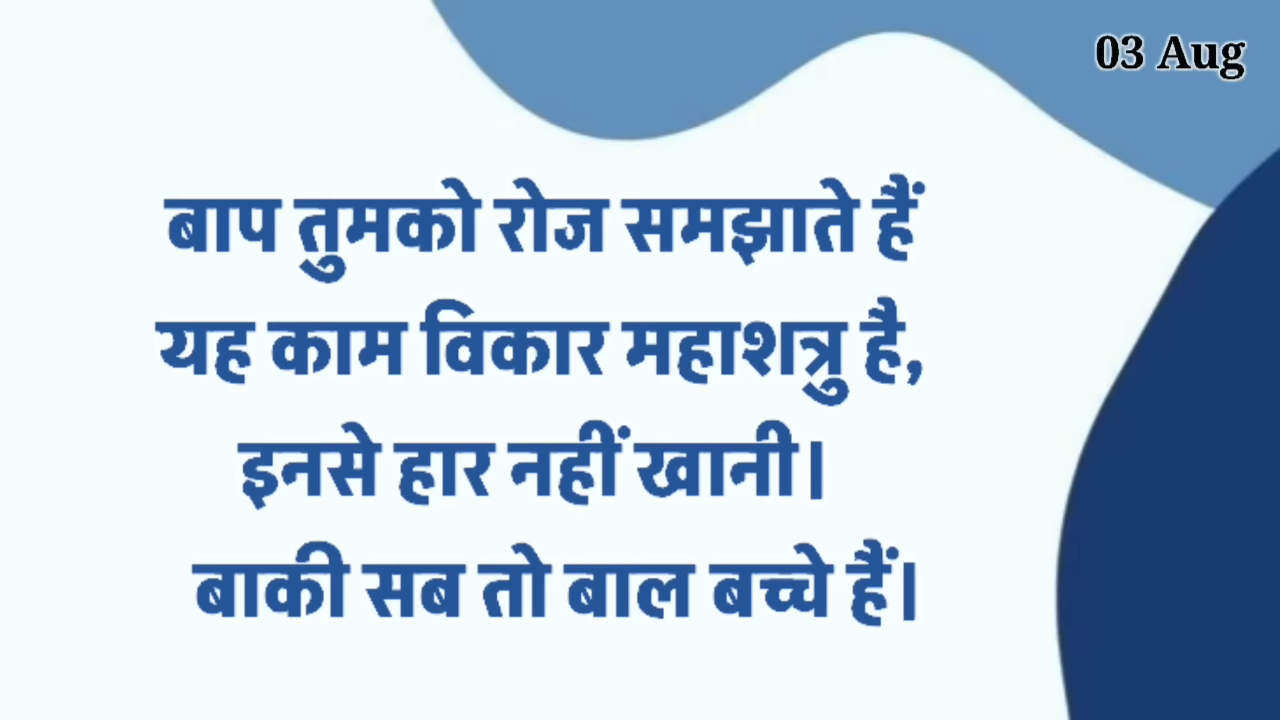 03 Aug
बाप तुमको रोज समझाते हैं
यह काम विकार महाशत्रु है,
इनसे हार नहीं खानी।
बाकी सब तो बाल बच्चे हैं।